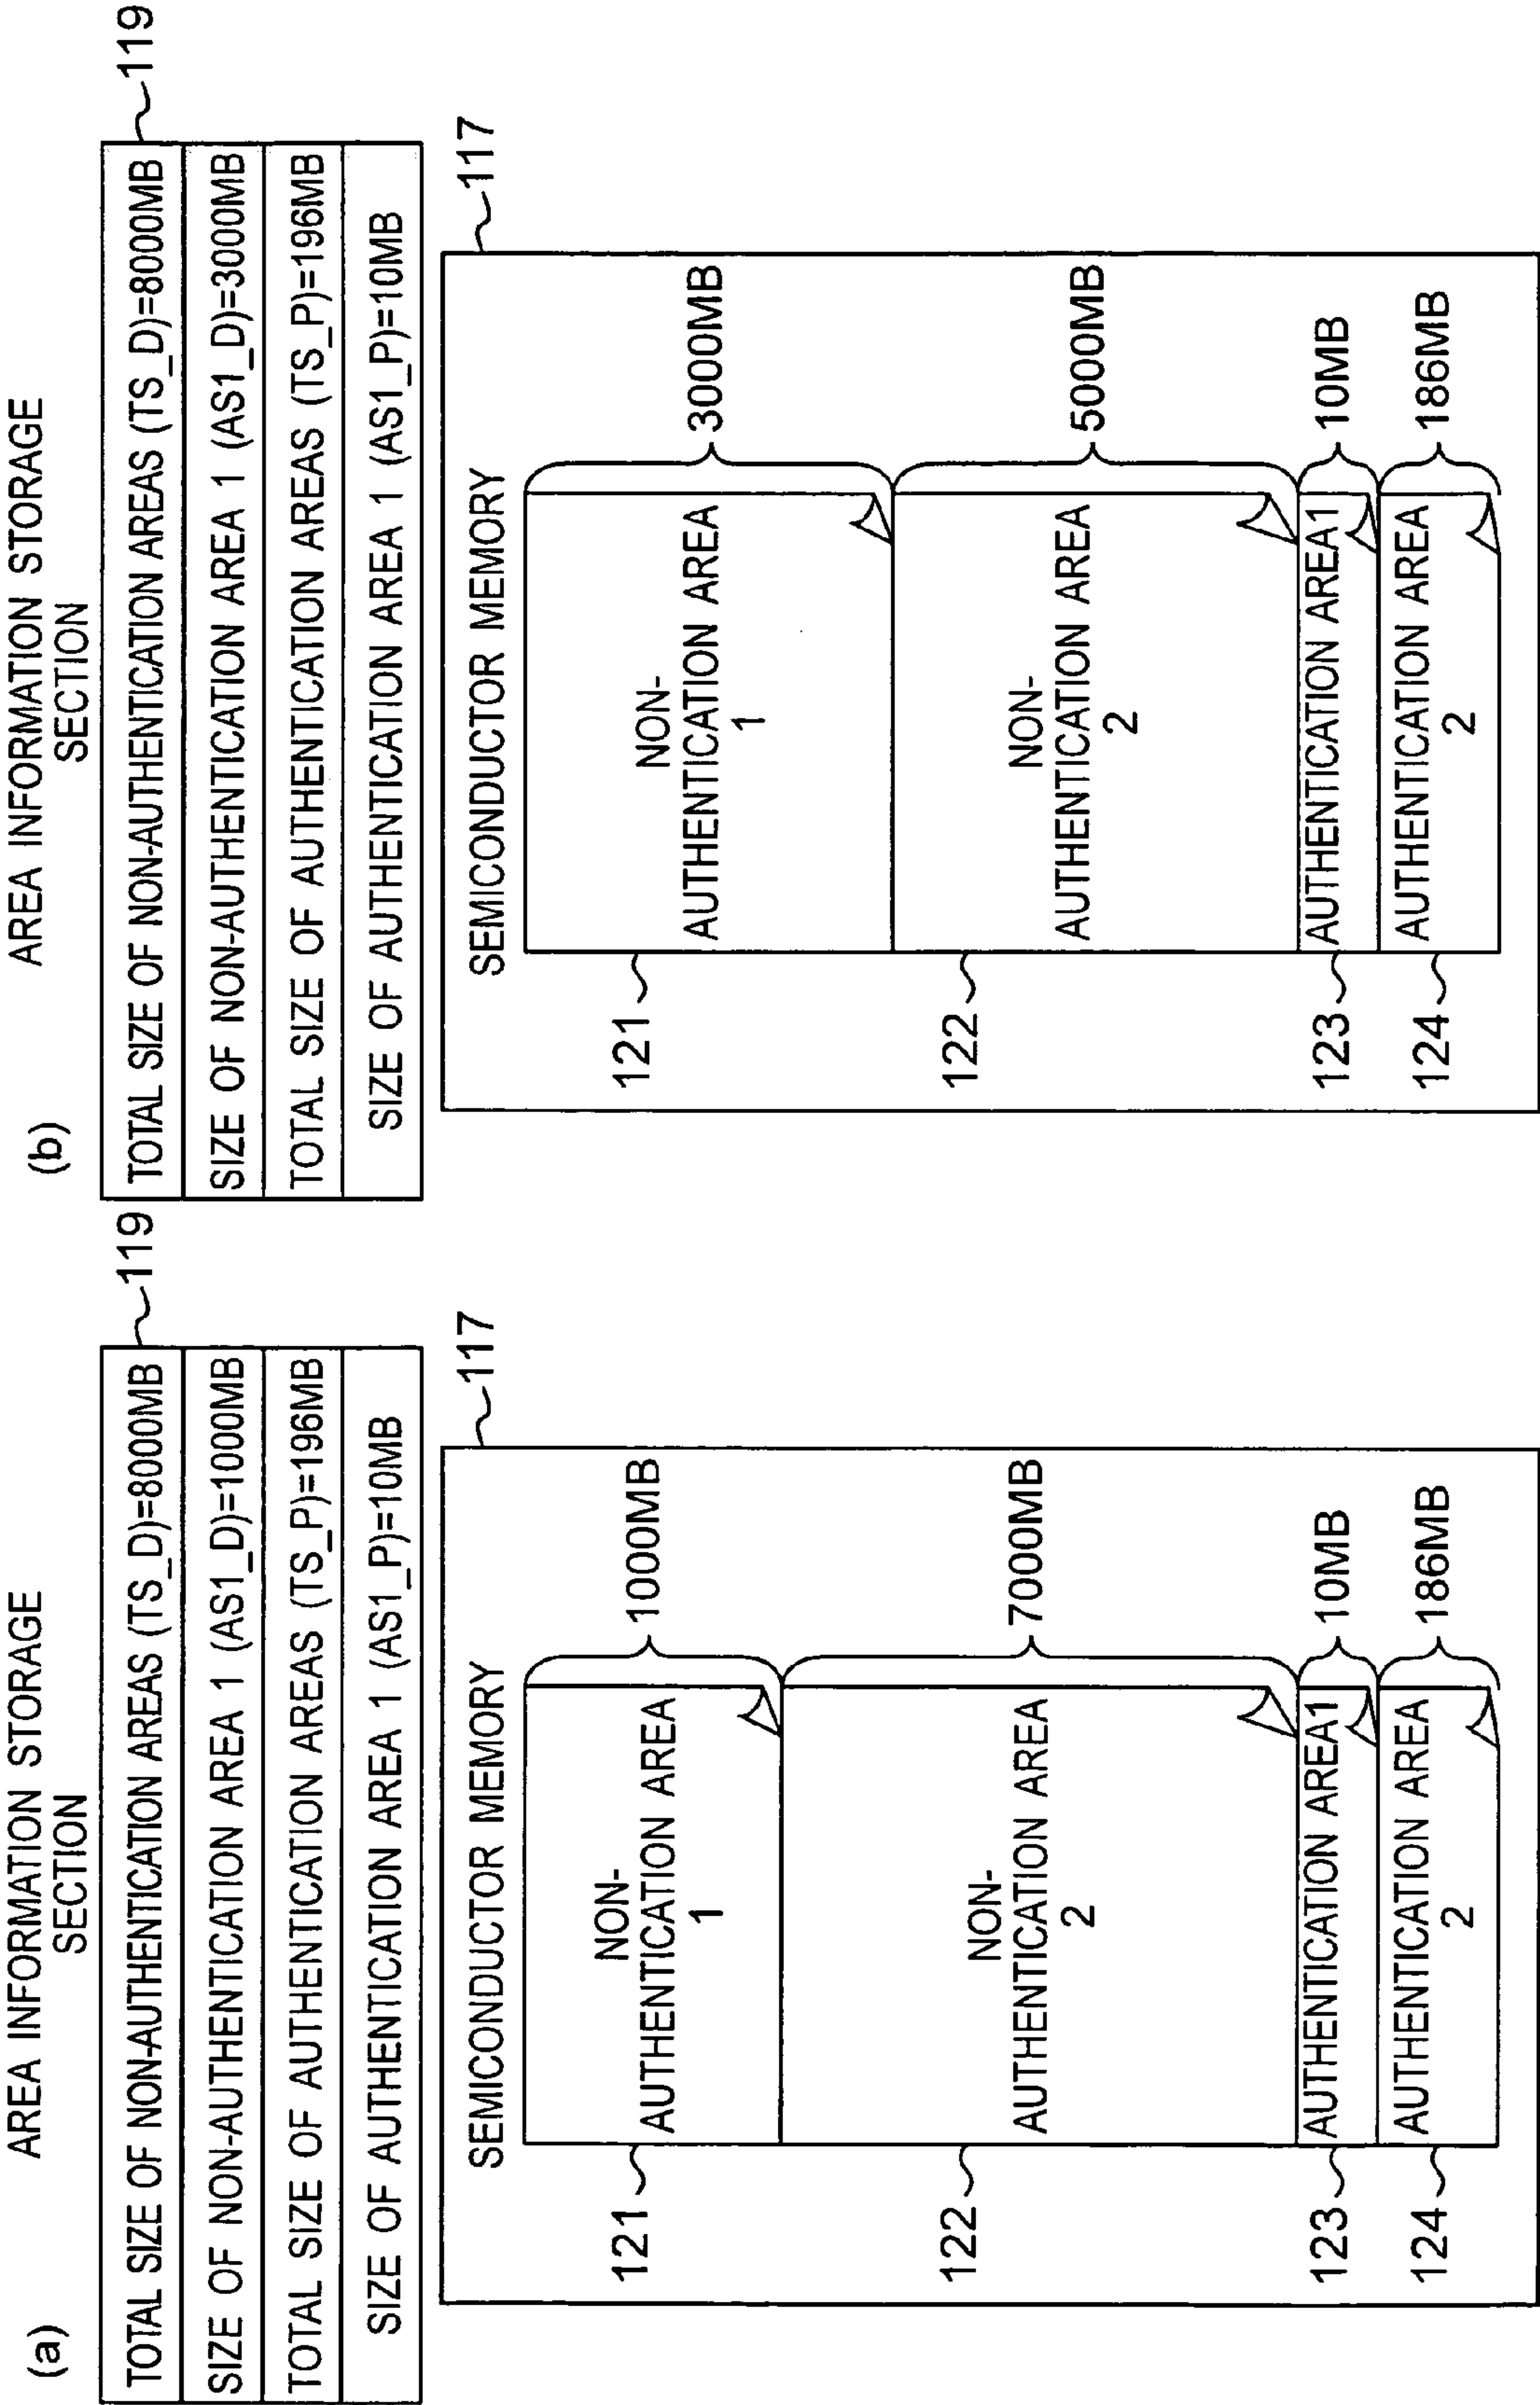 (a)
AREA INFORMATION STORAGE
SECTION
119
TOTAL SIZE OF NON-AUTHENTICATION AREAS (TS_D)=8000MB
SIZE OF NON-AUTHENTICATION AREA 1 (AS1_D)=1000MB
TOTAL SIZE OF AUTHENTICATION AREAS (TS_P)=196MB
SIZE OF AUTHENTICATION AREA 1 (AS1_P)=10MB
SEMICONDUCTOR MEMORY
117
121
NON-
AUTHENTICATION AREA
1
1000MB
122
NON-
AUTHENTICATION AREA
2
7000MB
123
AUTHENTICATION AREA1
10MB
124
AUTHENTICATION AREA
2
186MB
(b)
AREA INFORMATION STORAGE
SECTION
119
TOTAL SIZE OF NON-AUTHENTICATION AREAS (TS_D)=8000MB
SIZE OF NON-AUTHENTICATION AREA 1 (AS1_D)=3000MB
TOTAL SIZE OF AUTHENTICATION AREAS (TS_P)=196MB
SIZE OF AUTHENTICATION AREA 1 (AS1_P)=10MB
SEMICONDUCTOR MEMORY
117
121
NON-
AUTHENTICATION AREA
1
3000MB
122
NON-
AUTHENTICATION AREA
2
5000MB
123
AUTHENTICATION AREA1
10MB
124
AUTHENTICATION AREA
2
186MB